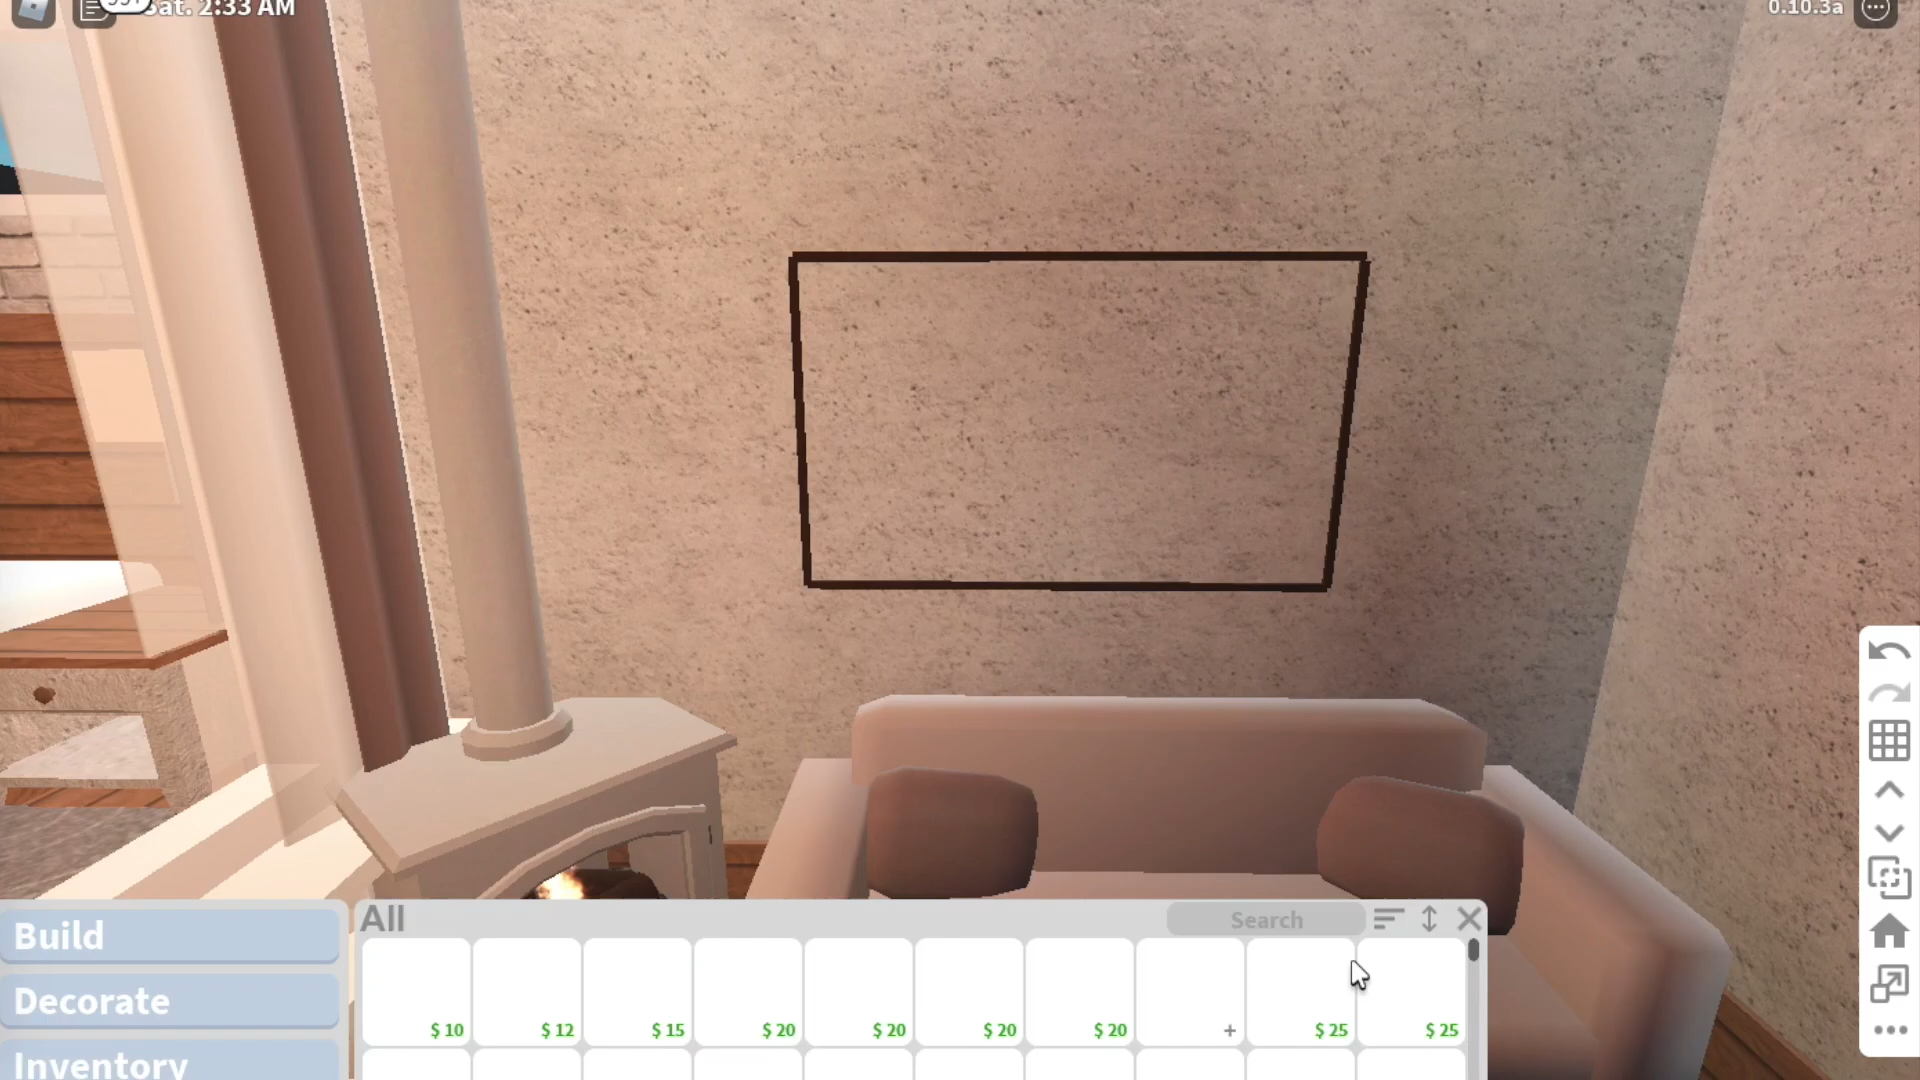 Sat. 2:33 AM
0.10.3a
Build
Decorate
Inventory
All
Search
$ 10
$ 12
$ 15
$ 20
$ 20
$ 20
$ 20
+
$ 25
$ 25